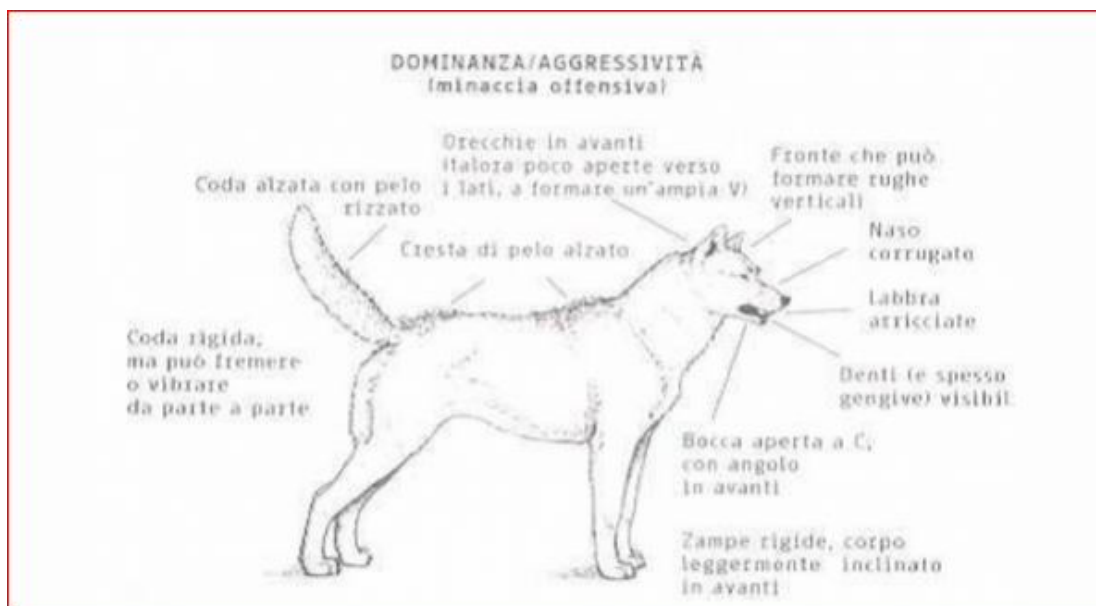 DOMINANZA/AGGRESSIVITÀ
(minaccia offensiva)
Orecchie in avanti
(talora poco aperte verso
i lati, a formare un'ampia V)
Fronte che può
formare rughe
verticali
Coda alzata con pelo
rizzato
Naso
corrugato
Cresta di pelo alzato
Labbra
arricciate
Coda rigida,
ma può fremere
o vibrare
da parte a parte
Denti (e spesso
gengive) visibil
Bocca aperta a C,
con angolo
in avanti
Zampe rigide, corpo
leggermonte inclinato
in avanti